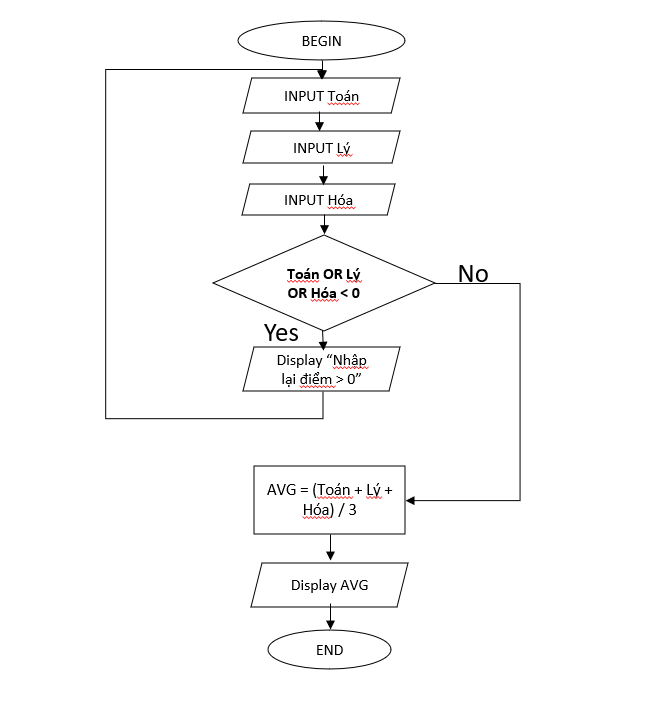 BEGIN
INPUT Toán
INPUT Lý
INPUT Hóa
Toán OR Lý
OR Hóa < 0
No
Yes
Display “Nhập
lại điểm > 0”
AVG = (Toán + Lý +
Hóa) / 3
Display AVG
END